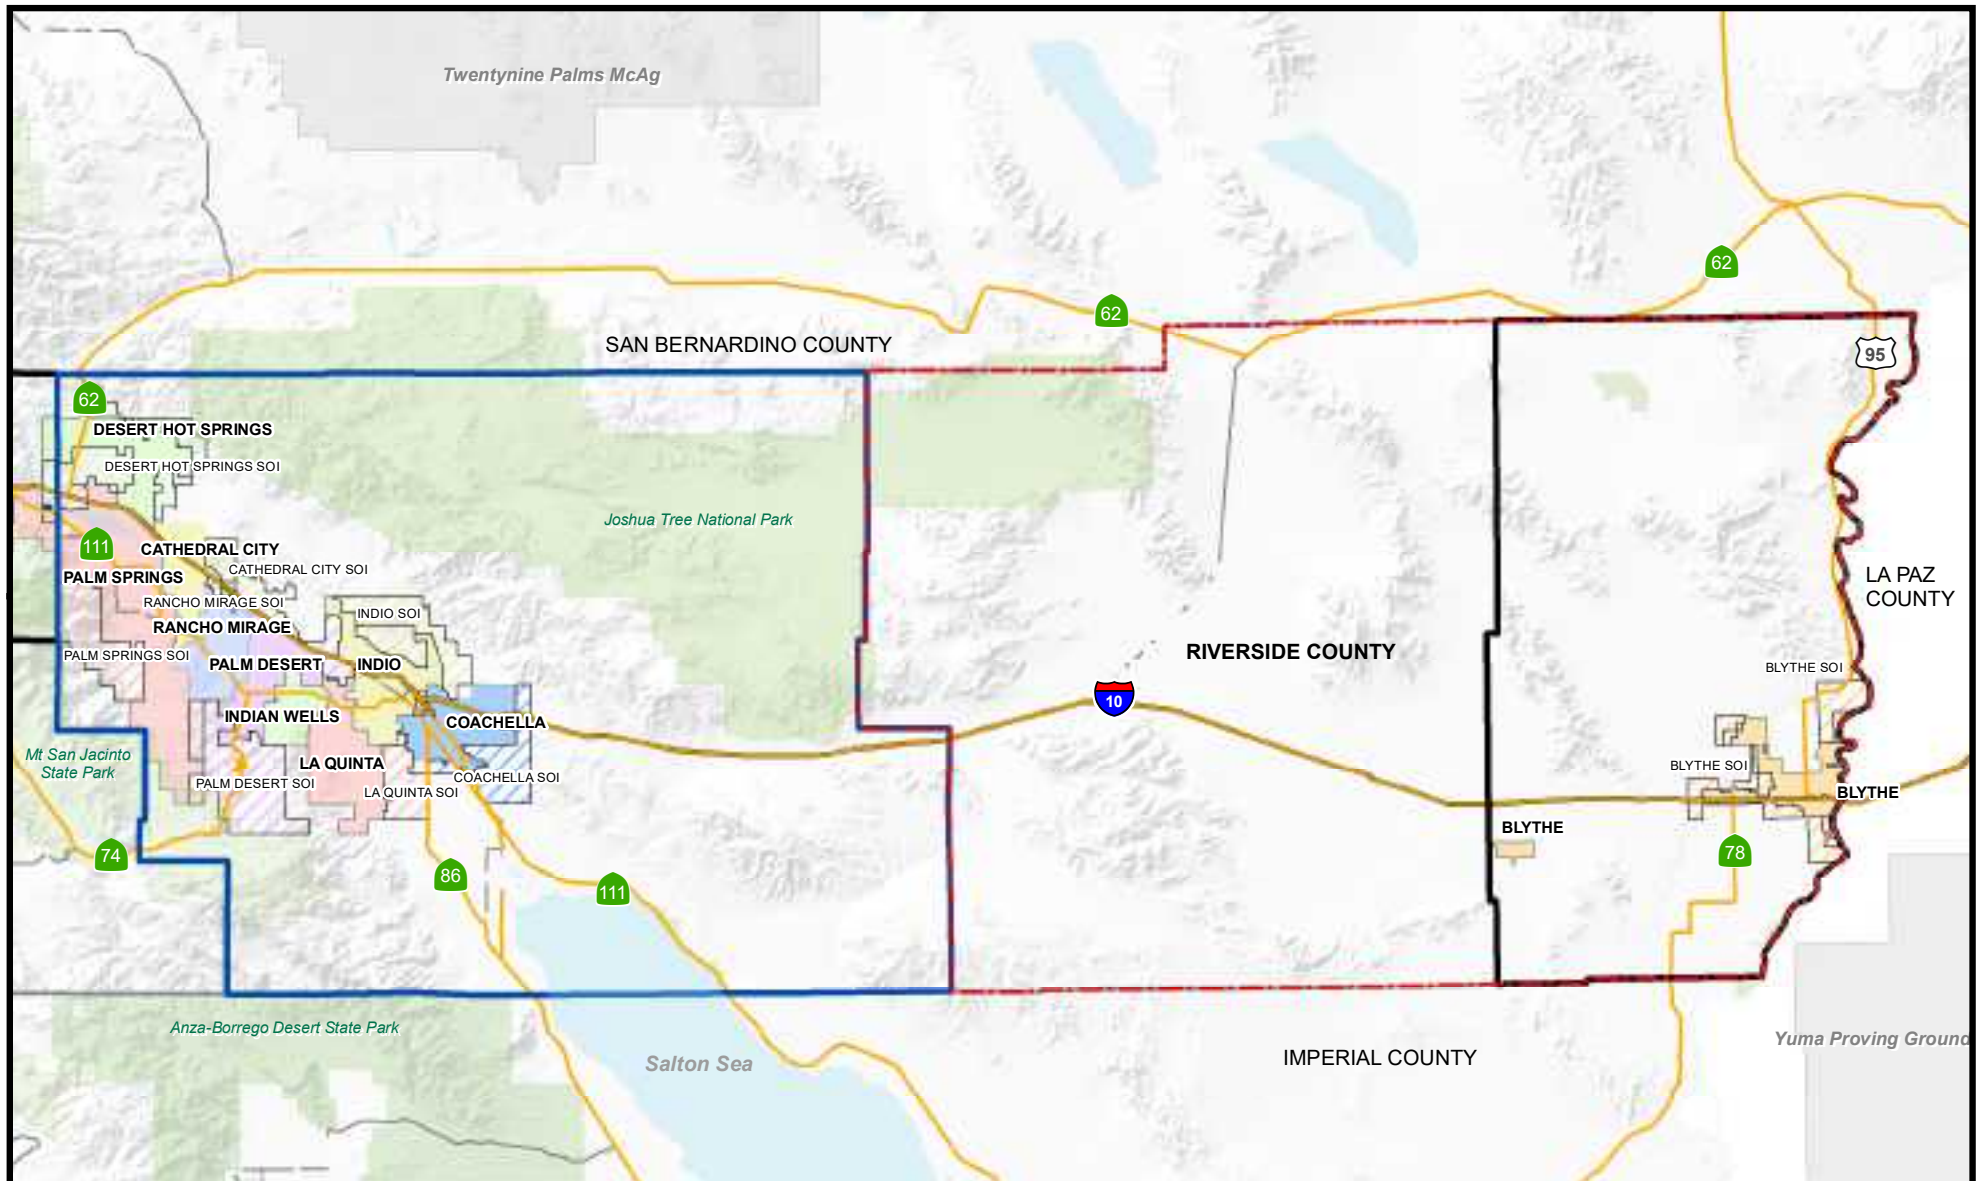 Twentynine Palms McAg
62
62
SAN BERNARDINO COUNTY
95
62
DESERT HOT SPRINGS
DESERT HOT SPRINGS SOI
Joshua Tree National Park
111
CATHEDRAL CITY
CATHEDRAL CITY SOI
PALM SPRINGS
LA PAZ
COUNTY
RANCHO MIRAGE SOI
INDIO SOI
RANCHO MIRAGE
RIVERSIDE COUNTY
PALM SPRINGS SOI
PALM DESERT
INDIO
BLYTHE SOI
10
INDIAN WELLS
COACHELLA
Mt San Jacinto
State Park
LA QUINTA
BLYTHE SOI
PALM DESERT SOI
COACHELLA SOI
LA QUINTA SOI
BLYTHE
BLYTHE
74
78
86
111
Anza-Borrego Desert State Park
Yuma Proving Ground
Salton Sea
IMPERIAL COUNTY